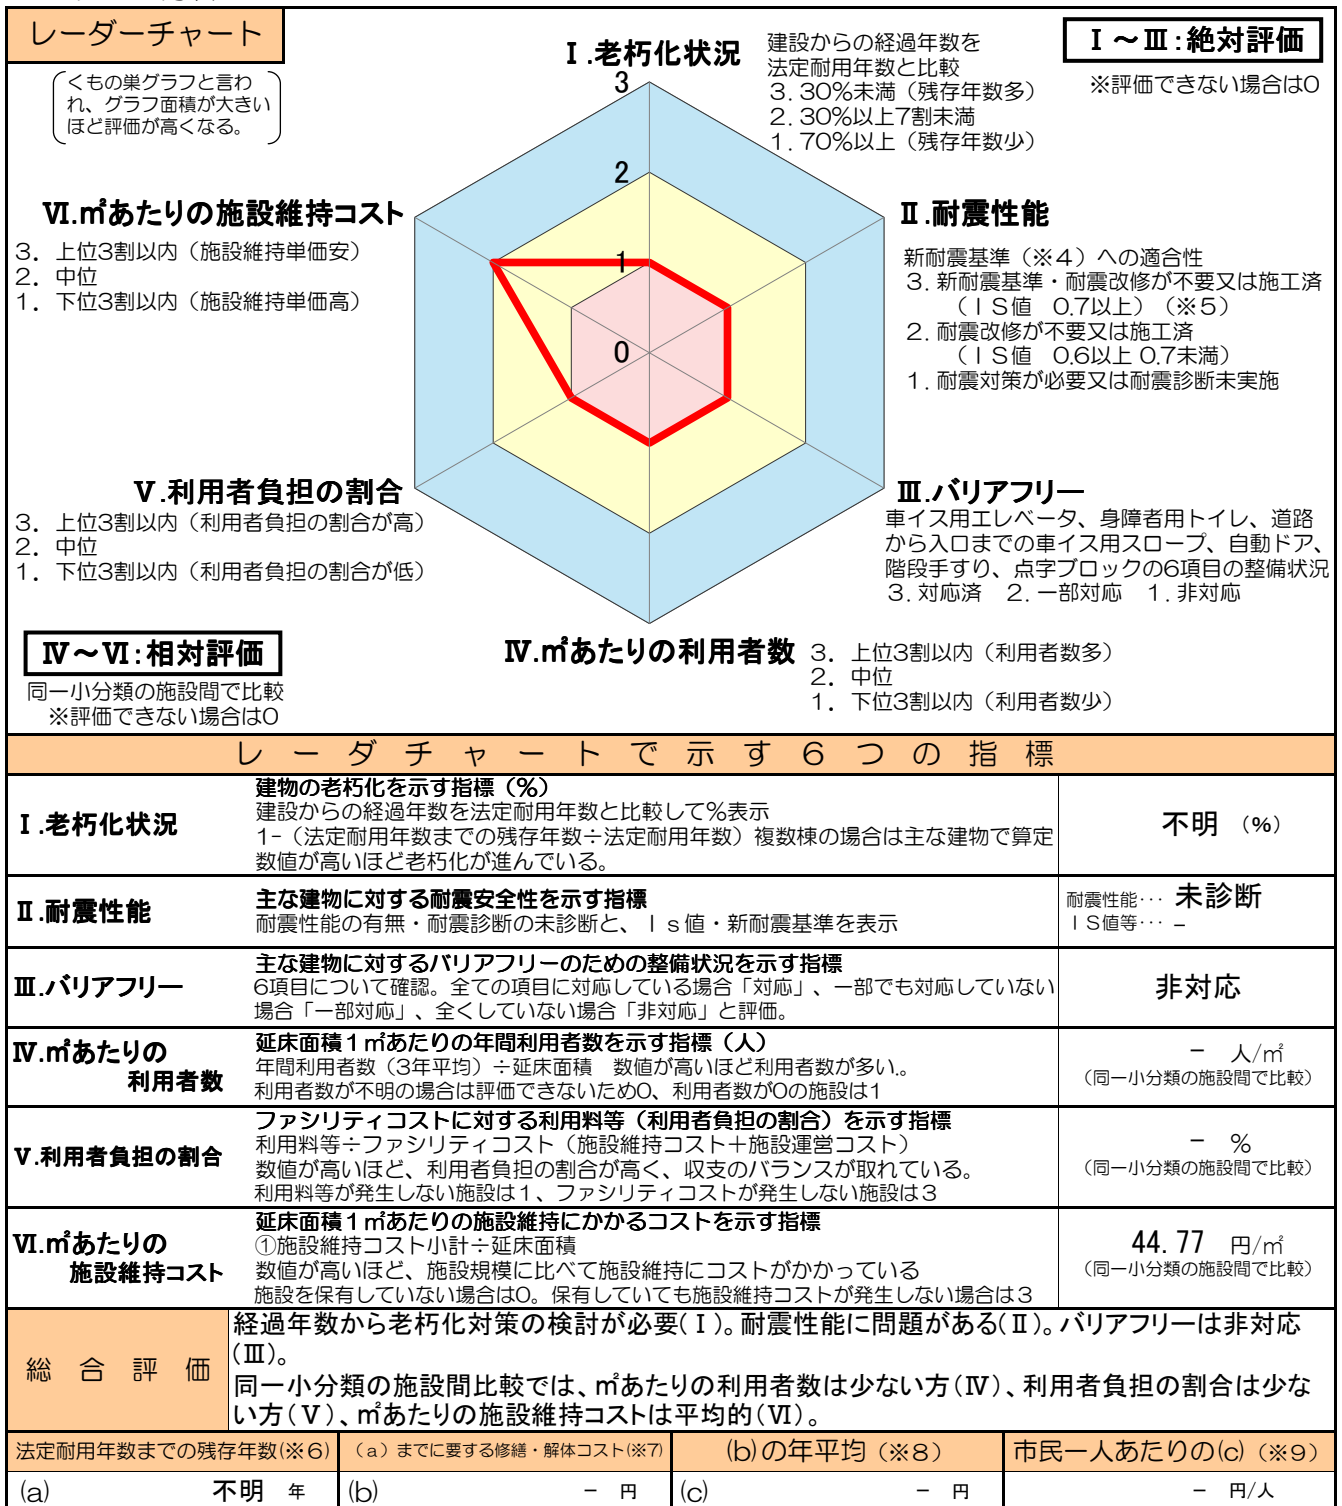 レーダーチャート
くもの巣グラフと言わ
れ、グラフ面積が大きい
ほど評価が高くなる。
Ⅰ.老朽化状況
建設からの経過年数を
法定耐用年数と比較
3. 30%未満（残存年数多）
2. 30%以上7割未満
1. 70%以上（残存年数少）
Ⅰ～Ⅲ:絶対評価
※評価できない場合は0
3
2
1
0
Ⅵ.㎡あたりの施設維持コスト
3. 上位3割以内（施設維持単価安）
2. 中位
1. 下位3割以内（施設維持単価高）
Ⅱ.耐震性能
新耐震基準（※4）への適合性
3. 新耐震基準・耐震改修が不要又は施工済
（ＩＳ値 0.7以上）（※5）
2. 耐震改修が不要又は施工済
（ＩＳ値 0.6以上 0.7未満）
1. 耐震対策が必要又は耐震診断未実施
Ⅴ.利用者負担の割合
3. 上位3割以内（利用者負担の割合が高）
2. 中位
1. 下位3割以内（利用者負担の割合が低）
Ⅲ.バリアフリー
車イス用エレベータ、身障者用トイレ、道路
から入口までの車イス用スロープ、自動ドア、
階段手すり、点字ブロックの6項目の整備状況
3. 対応済 2. 一部対応 1. 非対応
Ⅳ～Ⅵ:相対評価
同一小分類の施設間で比較
※評価できない場合は0
Ⅳ.㎡あたりの利用者数
3. 上位3割以内（利用者数多）
2. 中位
1. 下位3割以内（利用者数少）
レーダチャートで示す6つの指標
Ⅰ.老朽化状況
建物の老朽化を示す指標（%）
建設からの経過年数を法定耐用年数と比較して%表示
1-（法定耐用年数までの残存年数÷法定耐用年数）複数棟の場合は主な建物で算定
数値が高いほど老朽化が進んでいる。
不明 （%）
Ⅱ.耐震性能
主な建物に対する耐震安全性を示す指標
耐震性能の有無・耐震診断の未診断と、Ｉｓ値・新耐震基準を表示
耐震性能… 未診断
ＩＳ値等… －
Ⅲ.バリアフリー
主な建物に対するバリアフリーのための整備状況を示す指標
6項目について確認。全ての項目に対応している場合「対応」、一部でも対応していない
場合「一部対応」、全くしていない場合「非対応」と評価。
非対応
Ⅳ.㎡あたりの
利用者数
延床面積１㎡あたりの年間利用者数を示す指標（人）
年間利用者数（3年平均）÷延床面積 数値が高いほど利用者数が多い。
利用者数が不明の場合は評価できないため0、利用者数が0の施設は1
－ 人/㎡
（同一小分類の施設間で比較）
Ⅴ.利用者負担の割合
ファシリティコストに対する利用料等（利用者負担の割合）を示す指標
利用料等÷ファシリティコスト（施設維持コスト＋施設運営コスト）
数値が高いほど、利用者負担の割合が高く、収支のバランスが取れている。
利用料等が発生しない施設は１、ファシリティコストが発生しない施設は３
－ %
（同一小分類の施設間で比較）
Ⅵ.㎡あたりの
施設維持コスト
延床面積１㎡あたりの施設維持にかかるコストを示す指標
①施設維持コスト小計÷延床面積
数値が高いほど、施設規模に比べて施設維持にコストがかかっている
施設を保有していない場合は0。保有していても施設維持コストが発生しない場合は３
44.77 円/㎡
（同一小分類の施設間で比較）
総合評価
経過年数から老朽化対策の検討が必要(Ⅰ)。耐震性能に問題がある(Ⅱ)。バリアフリーは非対応
(Ⅲ)。
同一小分類の施設間比較では、㎡あたりの利用者数は少ない方(Ⅳ)、利用者負担の割合は少な
い方(Ⅴ)、㎡あたりの施設維持コストは平均的(Ⅵ)。
法定耐用年数までの残存年数(※6)
（a）までに要する修繕・解体コスト(※7)
(b)の年平均（※8）
市民一人あたりの(c)（※9）
(a) 不明 年
(b) － 円
(c) － 円
－ 円/人